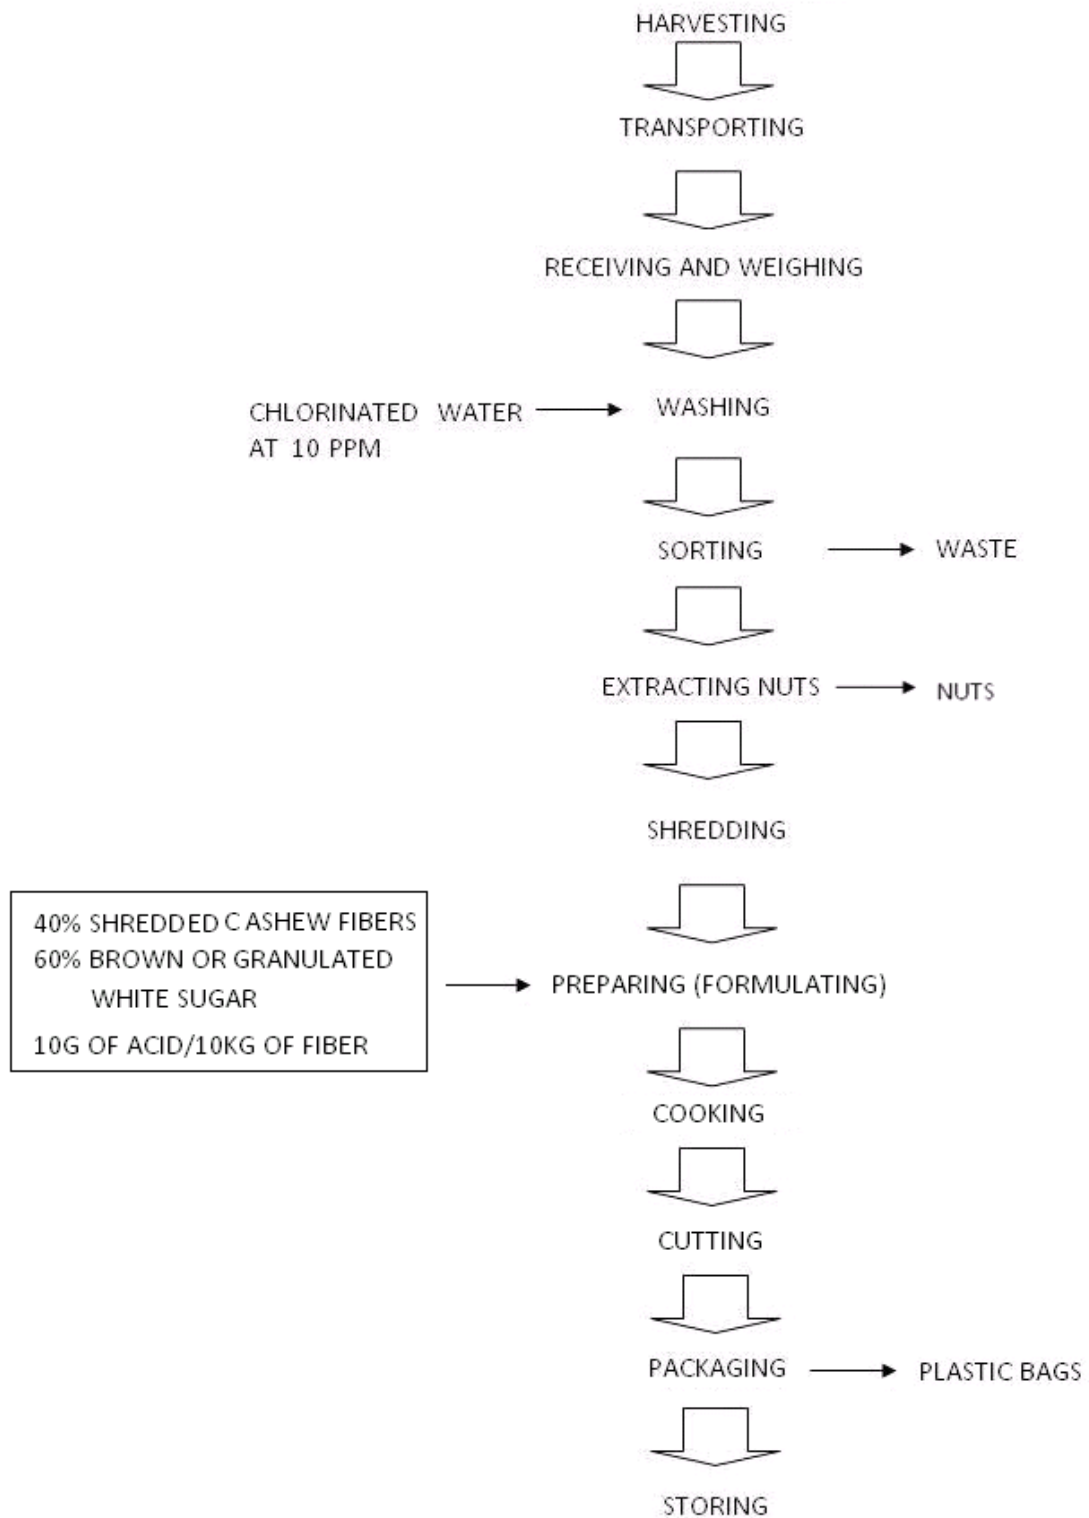 HARVESTING
TRANSPORTING
RECEIVING AND WEIGHING
CHLORINATED WATER
AT 10 PPM
WASHING
SORTING
WASTE
EXTRACTING NUTS
NUTS
SHREDDING
40% SHREDDED CASHEW FIBERS
60% BROWN OR GRANULATED
WHITE SUGAR
10G OF ACID/10KG OF FIBER
PREPARING (FORMULATING)
COOKING
CUTTING
PACKAGING
PLASTIC BAGS
STORING